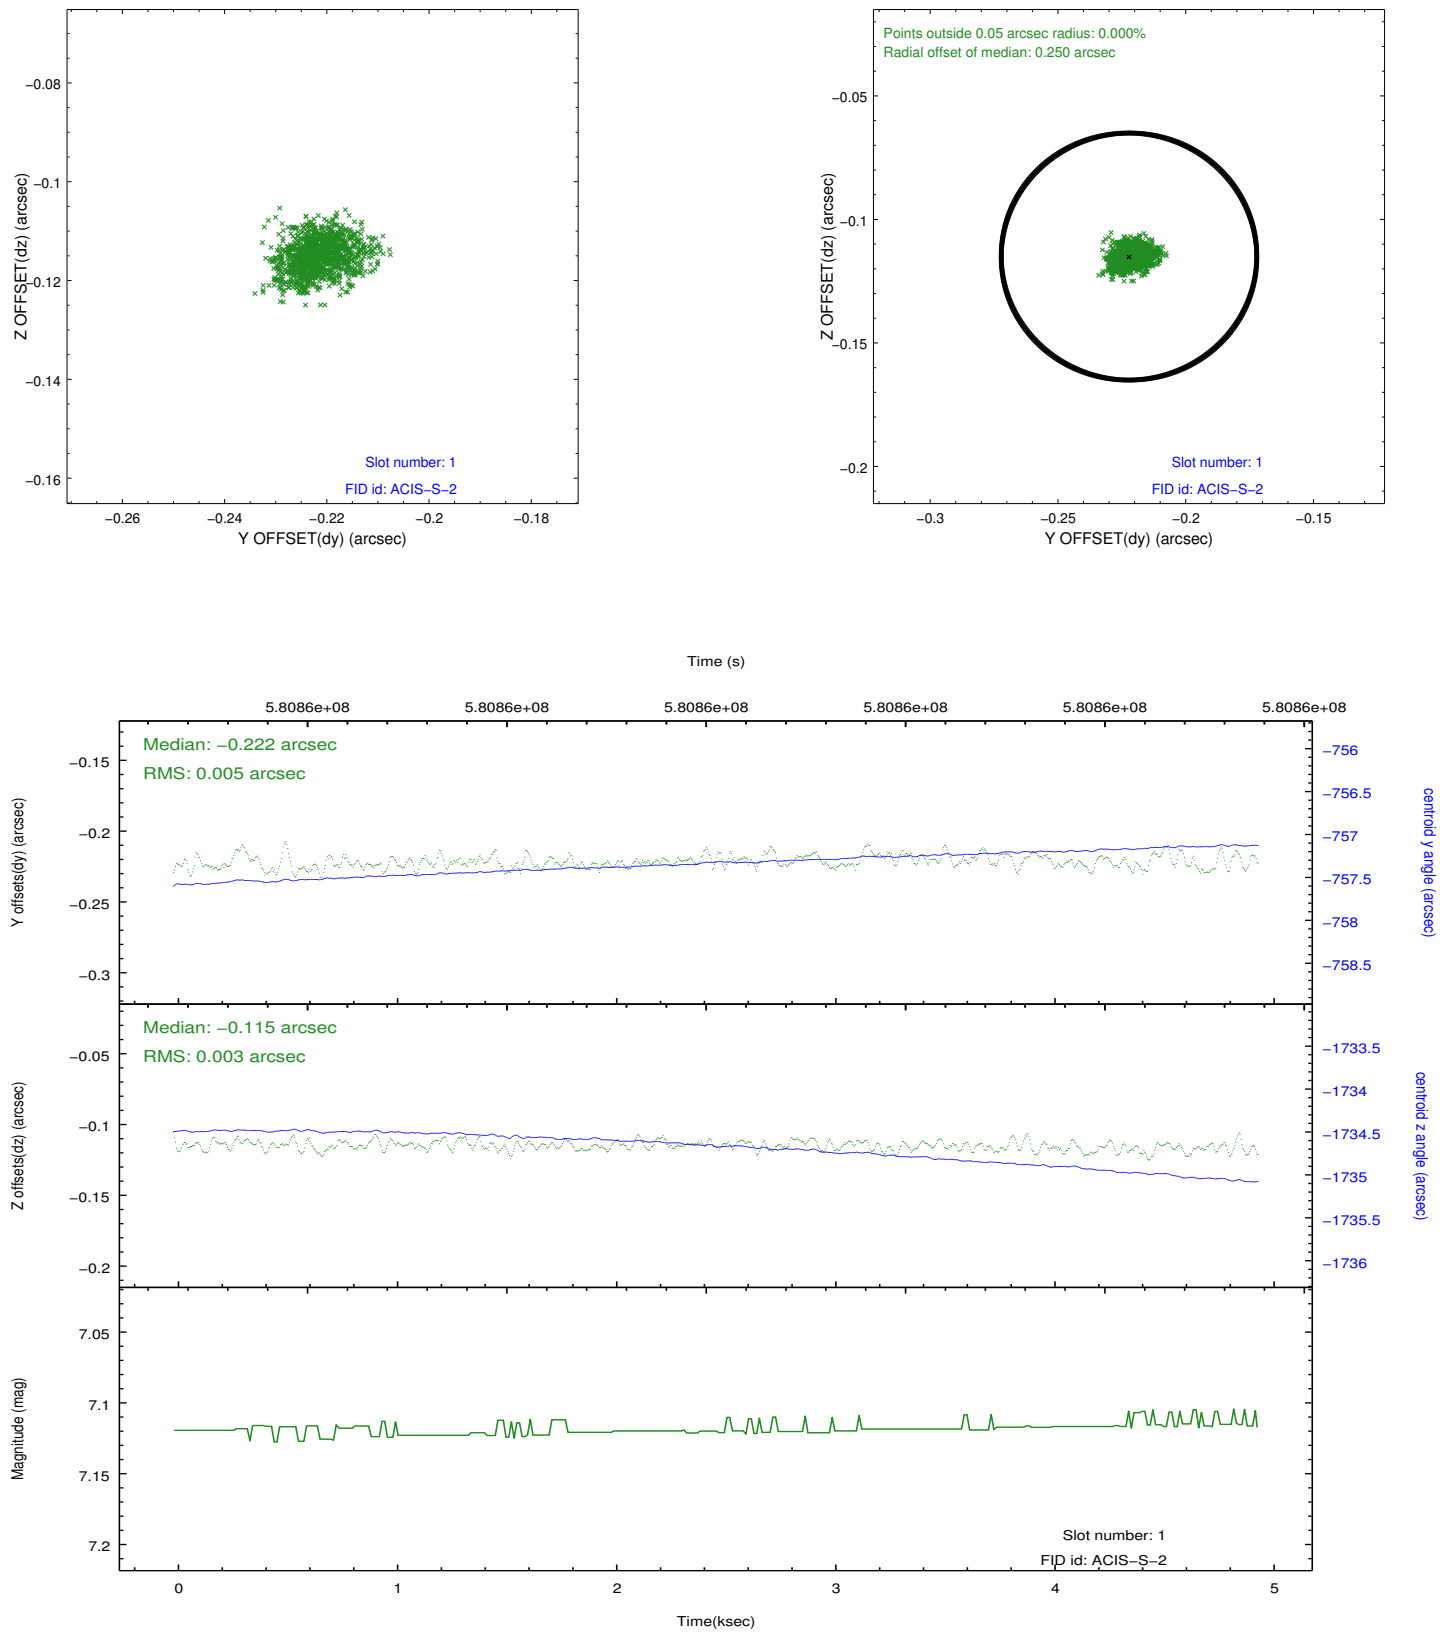 −0.08
−0.1
−0.12
−0.14
−0.16
Z OFFSET(dz) (arcsec)
Slot number: 1
FID id: ACIS−S−2
−0.26 −0.24 −0.22 −0.2 −0.18
Y OFFSET(dy) (arcsec)
Points outside 0.05 arcsec radius: 0.000%
Radial offset of median: 0.250 arcsec
−0.05
−0.1
−0.15
−0.2
Z OFFSET(dz) (arcsec)
Slot number: 1
FID id: ACIS−S−2
−0.3 −0.25 −0.2 −0.15
Y OFFSET(dy) (arcsec)
Time (s)
5.8086e+08 5.8086e+08 5.8086e+08 5.8086e+08 5.8086e+08 5.8086e+08
Median: −0.222 arcsec
RMS: 0.005 arcsec
−0.15
−0.2
−0.25
−0.3
Y offsets(dy) (arcsec)
−756
−756.5
−757
−757.5
−758
−758.5
centroid y angle (arcsec)
Median: −0.115 arcsec
RMS: 0.003 arcsec
−0.05
−0.1
−0.15
−0.2
Z offsets(dz) (arcsec)
−1733.5
−1734
−1734.5
−1735
−1735.5
−1736
centroid z angle (arcsec)
7.05
7.1
7.15
7.2
Magnitude (mag)
Slot number: 1
FID id: ACIS−S−2
0 1 2 3 4 5
Time(ksec)